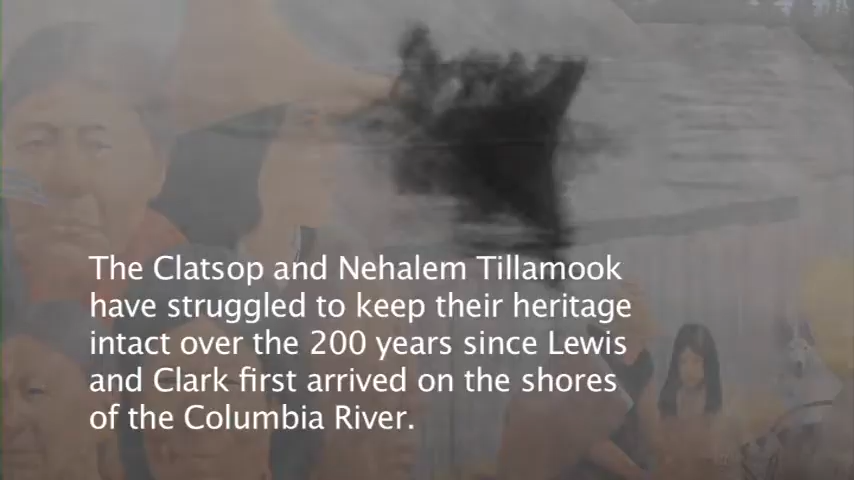 The Clatsop and Nehalem Tillamook
have struggled to keep their heritage
intact over the 200 years since Lewis
and Clark first arrived on the shores
of the Columbia River.